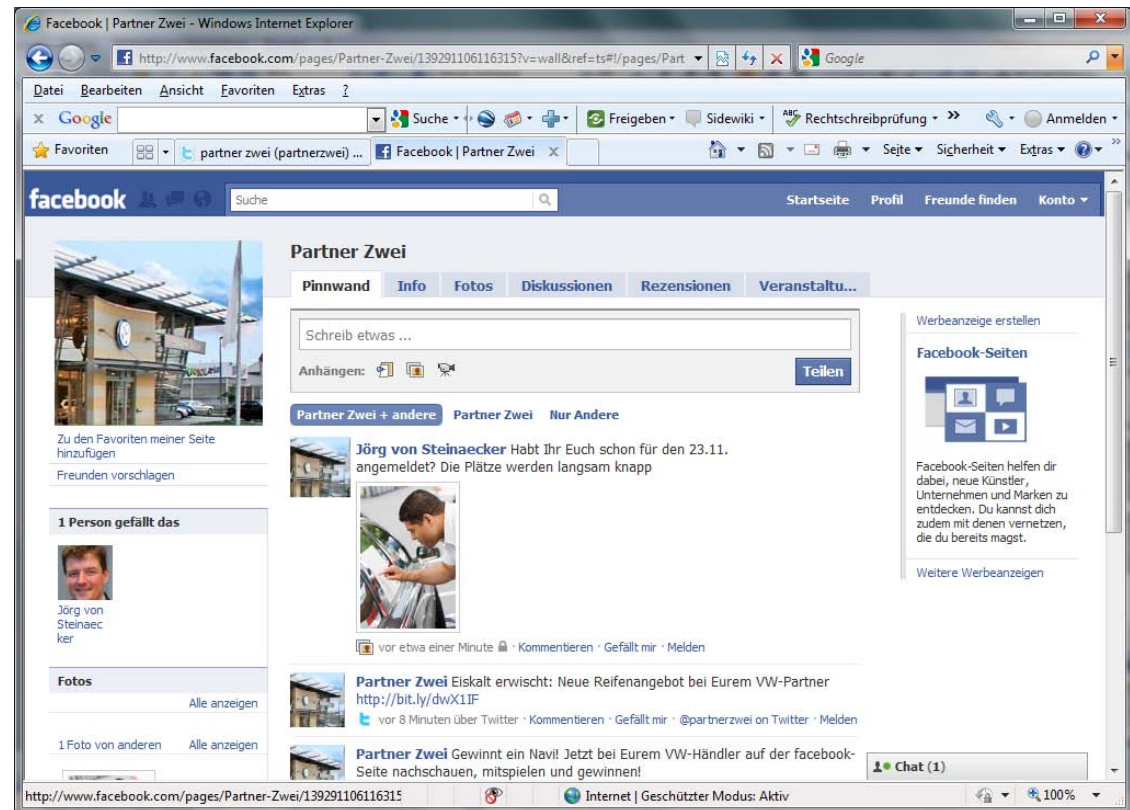 Facebook | Partner Zwei - Windows Internet Explorer
http://www.facebook.com/pages/Partner-Zwei/139291106116315?v=wall&ref=ts#!/pages/Part
Google
Datei Bearbeiten Ansicht Favoriten Extras ?
x Google Suche Freigeben Sidewiki Rechtschreibprüfung Anmelden
Favoriten partner zwei (partnerzwei) ... Facebook | Partner Zwei x Seite Sicherheit Extras
facebook Suche Startseite Profil Freunde finden Konto
Partner Zwei
Pinnwand Info Fotos Diskussionen Rezensionen Veranstaltu...
Schreib etwas ...
Anhängen: Teilen
Partner Zwei + andere Partner Zwei Nur Andere
Zu den Favoriten meiner Seite
hinzufügen
Freunden vorschlagen
1 Person gefällt das
Jörg von
Steinaec
ker
Fotos
Alle anzeigen
1 Foto von anderen Alle anzeigen
Jörg von Steinaecker Habt Ihr Euch schon für den 23.11.
angemeldet? Die Plätze werden langsam knapp
vor etwa einer Minute · Kommentieren · Gefällt mir · Melden
Partner Zwei Eiskalt erwischt: Neue Reifenangebot bei Eurem VW-Partner
http://bit.ly/dwX1IF
vor 8 Minuten über Twitter · Kommentieren · Gefällt mir · @partnerzwei on Twitter · Melden
Partner Zwei Gewinnt ein Navi! Jetzt bei Eurem VW-Händler auf der facebook-
Seite nachschauen, mitspielen und gewinnen!
Werbeanzeige erstellen
Facebook-Seiten
Facebook-Seiten helfen dir
dabei, neue Künstler,
Unternehmen und Marken zu
entdecken. Du kannst dich
zudem mit denen vernetzen,
die du bereits magst.
Weitere Werbeanzeigen
Chat (1)
http://www.facebook.com/pages/Partner-Zwei/139291106116315 Internet | Geschützter Modus: Aktiv 100%